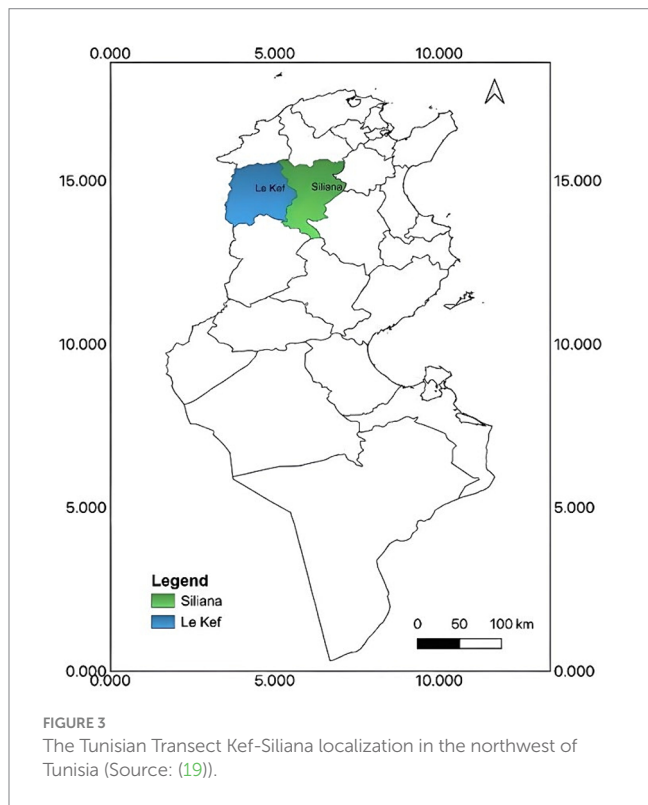 0.000 5.000 10.000
15.000 15.000
Le Kef Siliana
10.000 10.000
5.000 5.000
Legend
Siliana
Le Kef
0 50 100 km
0.000 0.000
0.000 5.000 10.000
FIGURE 3
The Tunisian Transect Kef-Siliana localization in the northwest of
Tunisia (Source: (19)).